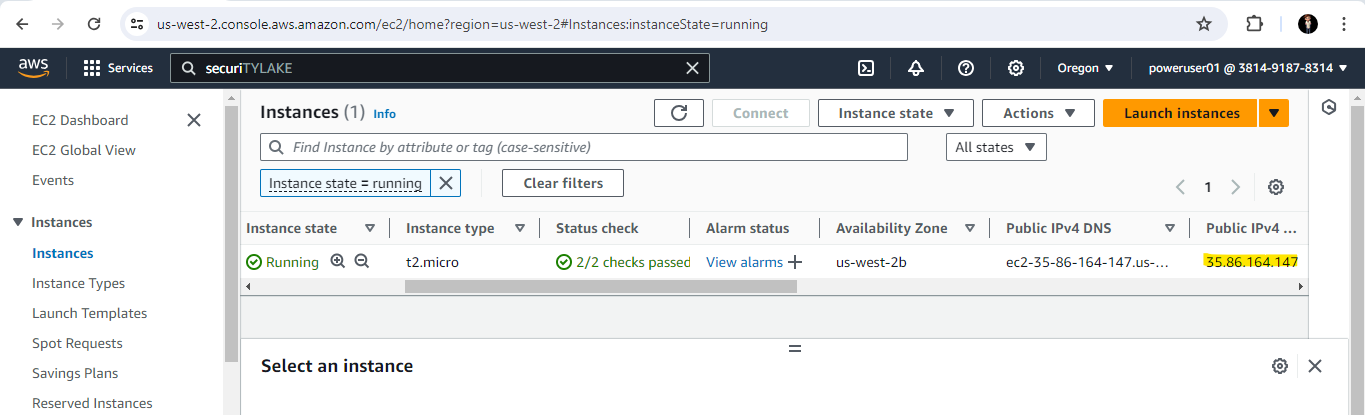 us-west-2.console.aws.amazon.com/ec2/home?region=us-west-2#Instances:instanceState=running
aws Services securiTYLAKE Oregon poweruser01 @ 3814-9187-8314
EC2 Dashboard
EC2 Global View
Events
Instances
Instances
Instance Types
Launch Templates
Spot Requests
Savings Plans
Reserved Instances
Instances (1) Info Connect Instance state Actions Launch instances
Find Instance by attribute or tag (case-sensitive) All states
Instance state = running Clear filters
1
Instance state Instance type Status check Alarm status Availability Zone Public IPv4 DNS Public IPv4 ...
Running t2.micro 2/2 checks passed View alarms us-west-2b ec2-35-86-164-147.us-... 35.86.164.147
Select an instance